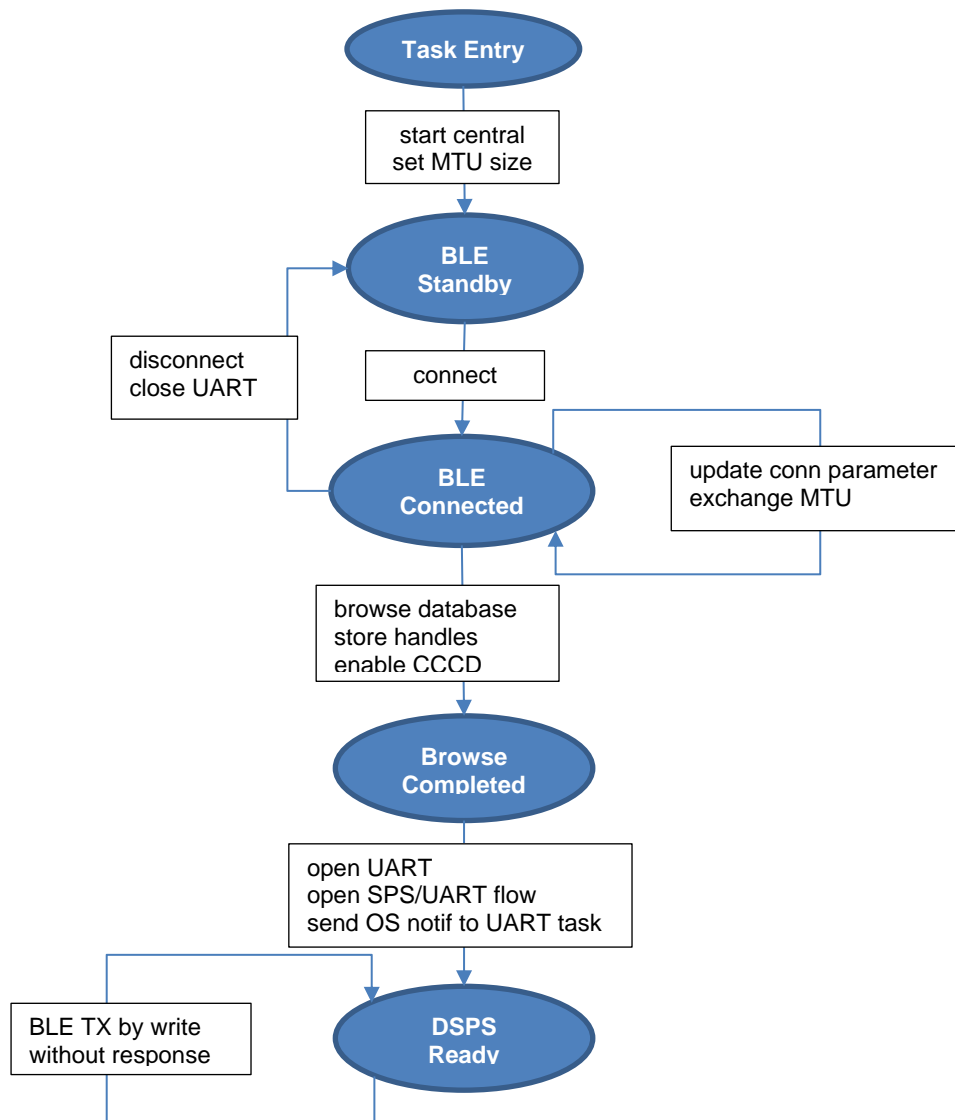 Task Entry
start central
set MTU size
BLE
Standby
disconnect
close UART
connect
BLE
Connected
update conn parameter
exchange MTU
browse database
store handles
enable CCCD
Browse
Completed
open UART
open SPS/UART flow
send OS notif to UART task
BLE TX by write
without response
DSPS
Ready